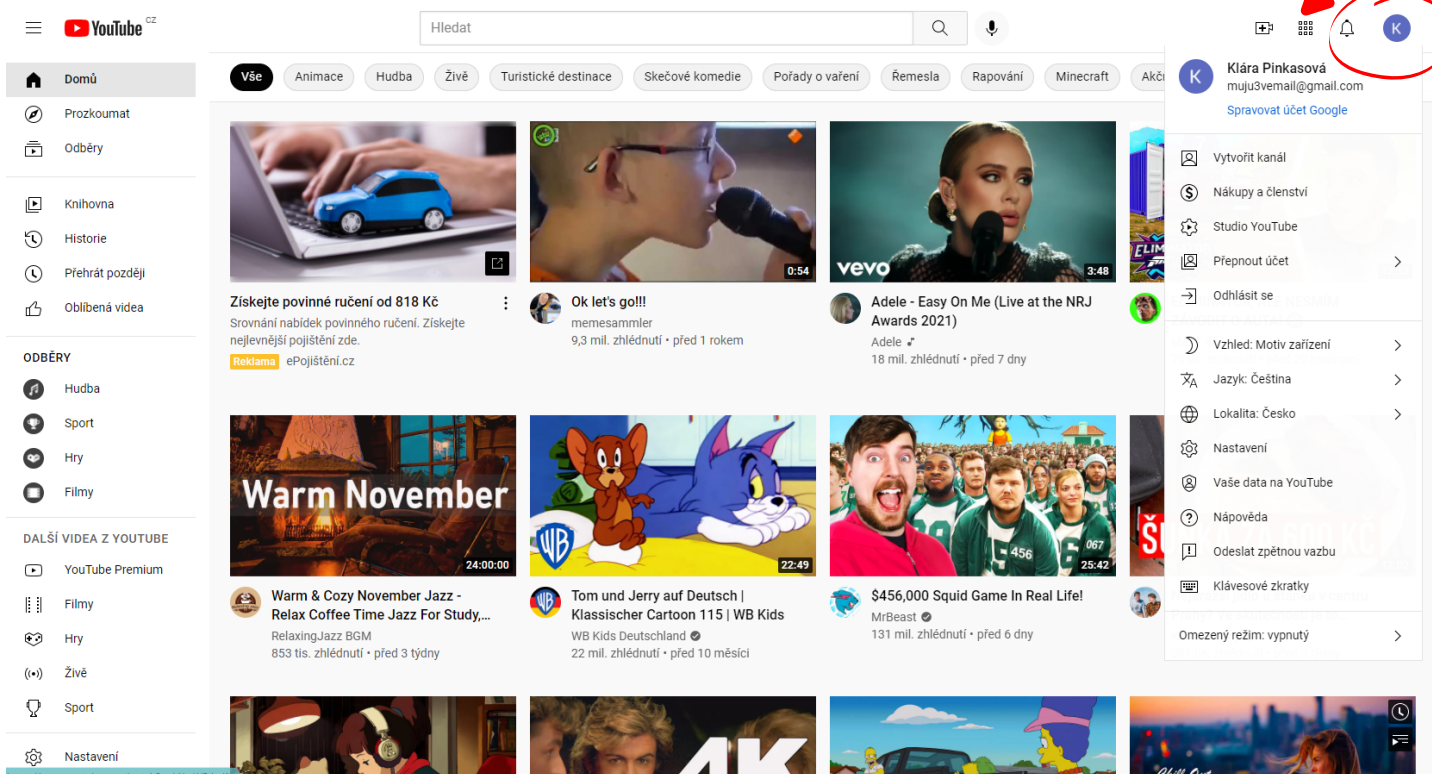 YouTube CZ
Hledat
K
Domů
Prozkoumat
Odběry
Knihovna
Historie
Přehrát později
Oblíbená videa
ODBĚRY
Hudba
Sport
Hry
Filmy
DALŠÍ VIDEA Z YOUTUBE
YouTube Premium
Filmy
Hry
Živě
Sport
Nastavení
Vše
Animace
Hudba
Živě
Turistické destinace
Skečové komedie
Pořady o vaření
Řemesla
Rapování
Minecraft
Akč
Získejte povinné ručení od 818 Kč
Srovnání nabídek povinného ručení. Získejte
nejlevnější pojištění zde.
Reklama ePojištění.cz
0:54
Ok let's go!!!
memesammler
9,3 mil. zhlédnutí • před 1 rokem
vevo
3:48
Adele - Easy On Me (Live at the NRJ
Awards 2021)
Adele
18 mil. zhlédnutí • před 7 dny
ELIM
Warm November
24:00:00
Warm & Cozy November Jazz -
Relax Coffee Time Jazz For Study,...
RelaxingJazz BGM
853 tis. zhlédnutí • před 3 týdny
WB
22:49
WB
Tom und Jerry auf Deutsch |
Klassischer Cartoon 115 | WB Kids
WB Kids Deutschland
22 mil. zhlédnutí • před 10 měsíci
456
067
25:42
$456,000 Squid Game In Real Life!
MrBeast
131 mil. zhlédnutí • před 6 dny
4K
K
Klára Pinkasová
muju3vemail@gmail.com
Spravovat účet Google
Vytvořit kanál
Nákupy a členství
Studio YouTube
Přepnout účet
Odhlásit se
Vzhled: Motiv zařízení
Jazyk: Čeština
Lokalita: Česko
Nastavení
Vaše data na YouTube
Nápověda
Odeslat zpětnou vazbu
Klávesové zkratky
Omezený režim: vypnutý